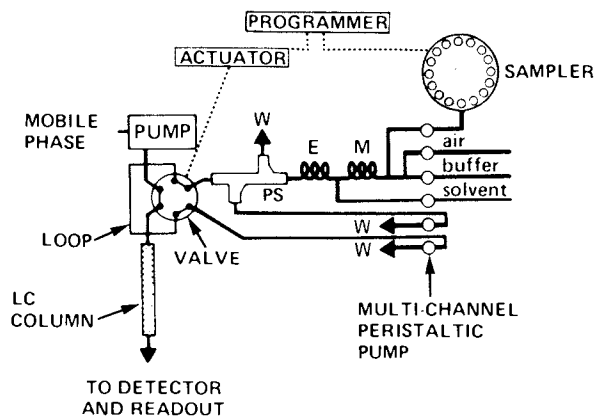 PROGRAMMER
ACTUATOR
SAMPLER
MOBILE
PHASE
PUMP
W
E
M
air
buffer
solvent
PS
LOOP
VALVE
W
W
LC
COLUMN
MULTI-CHANNEL
PERISTALTIC
PUMP
TO DETECTOR
AND READOUT